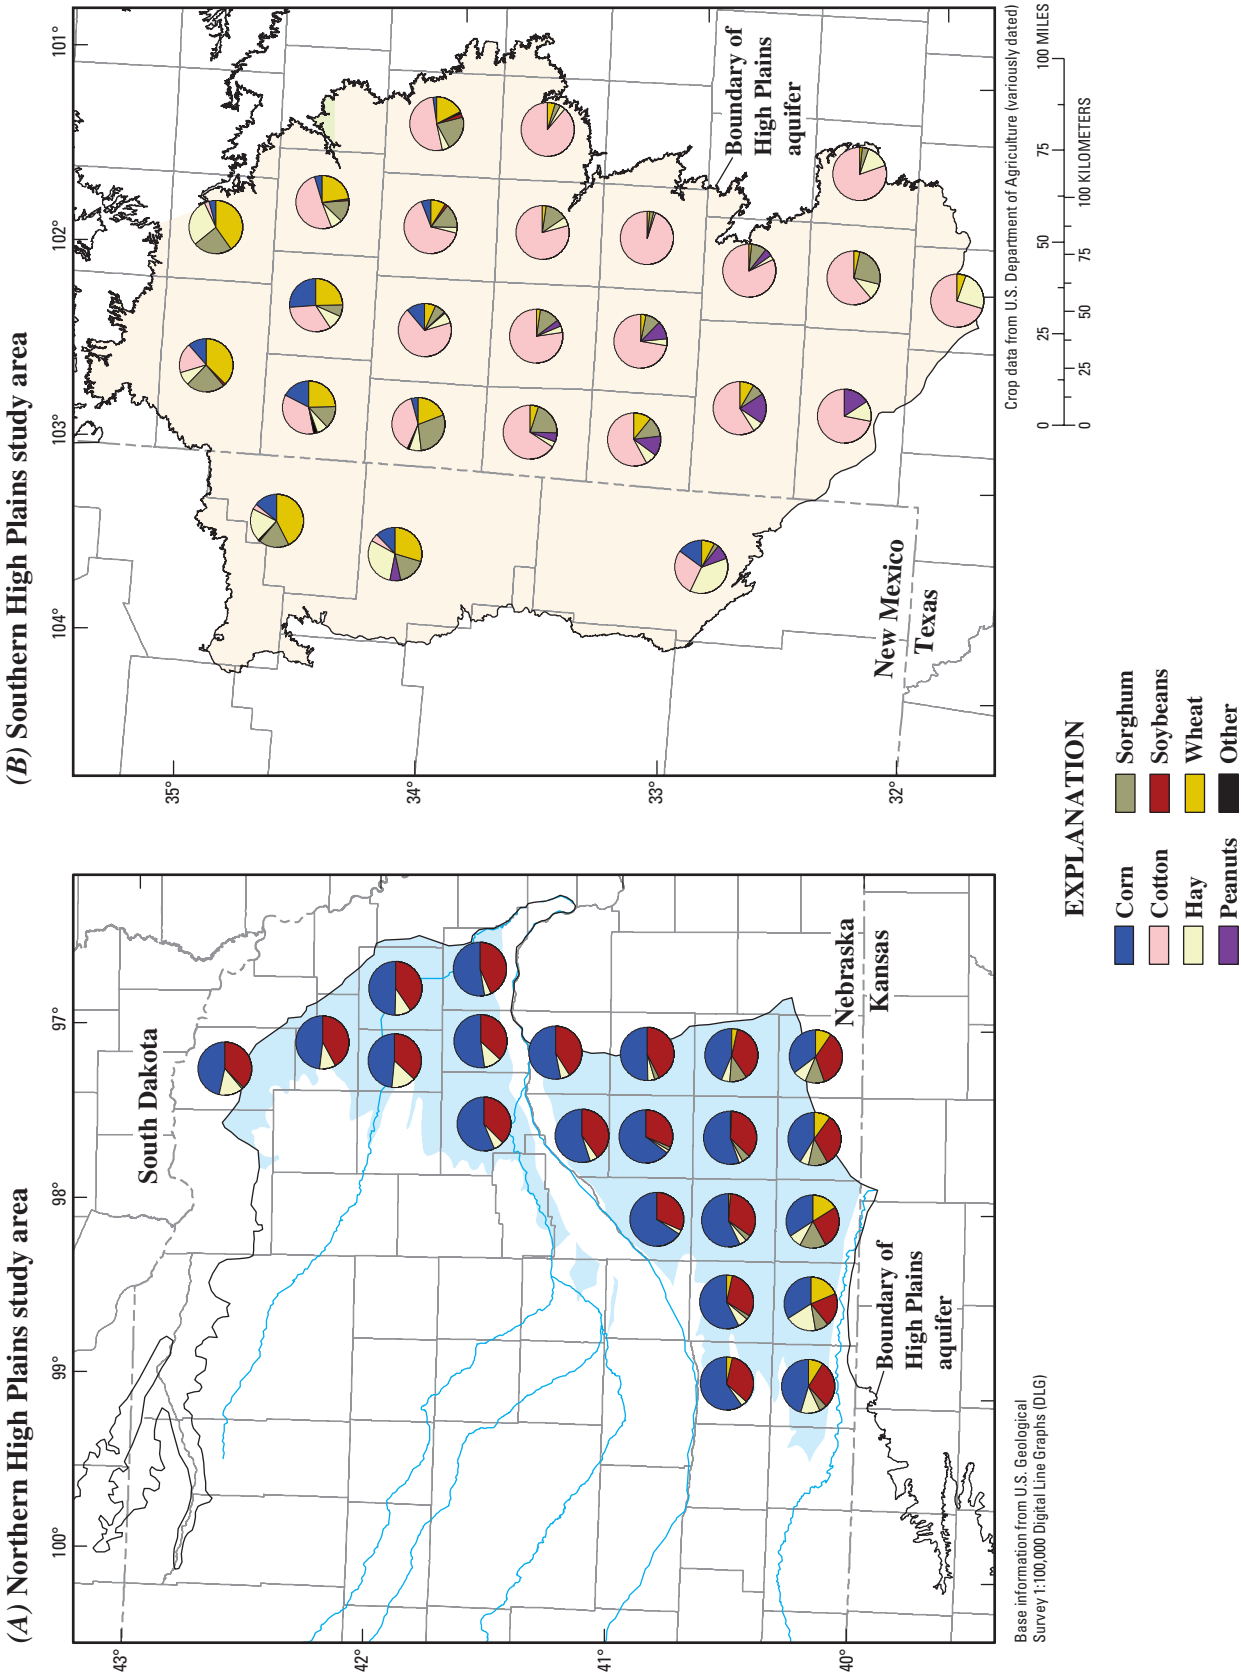 (A) Northern High Plains study area
100°
99°
98°
97°
43°
42°
41°
40°
South Dakota
Nebraska
Kansas
Boundary of
High Plains
aquifer
Base information from U.S. Geological
Survey 1:100,000 Digital Line Graphs (DLG)
(B) Southern High Plains study area
104°
103°
102°
101°
35°
34°
33°
32°
New Mexico
Texas
Boundary of
High Plains
aquifer
Crop data from U.S. Department of Agriculture (variously dated)
0 25 50 75 100 MILES
0 25 50 75 100 KILOMETERS
EXPLANATION
Corn
Cotton
Hay
Peanuts
Sorghum
Soybeans
Wheat
Other